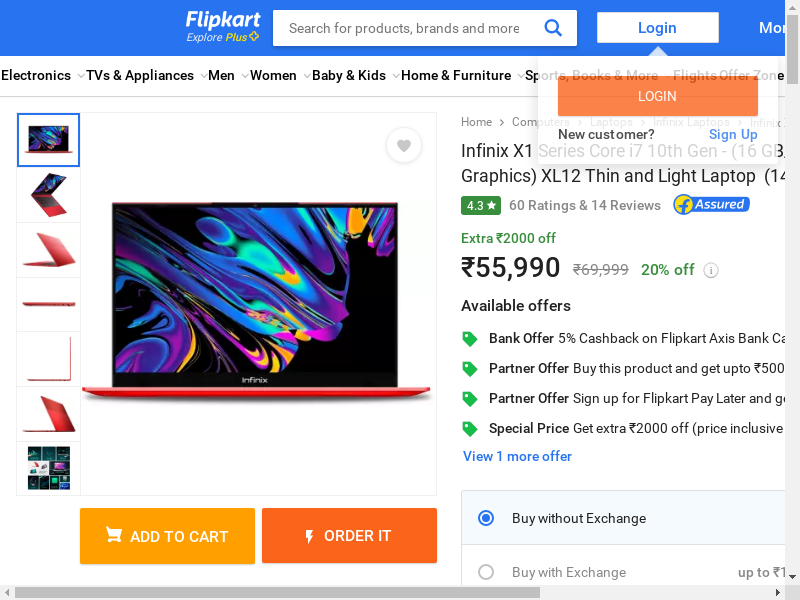 Flipkart
Explore Plus
Search for products, brands and more
Login
Mor
Electronics
TVs & Appliances
Men
Women
Baby & Kids
Home & Furniture
Sports, Books & More
Flights
Offer Zone
LOGIN
New customer?
Sign Up
Home
Computers
Laptops
Infinix Laptops
Infinix
Infinix X1 Series Core i7 10th Gen - (16 GB
Graphics) XL12 Thin and Light Laptop (14
4.3
60 Ratings & 14 Reviews
Assured
Extra ₹2000 off
₹55,990
₹69,999
20% off
i
Available offers
Bank Offer 5% Cashback on Flipkart Axis Bank Ca
Partner Offer Buy this product and get upto ₹500
Partner Offer Sign up for Flipkart Pay Later and ge
Special Price Get extra ₹2000 off (price inclusive
View 1 more offer
Infinix
ADD TO CART
ORDER IT
Buy without Exchange
Buy with Exchange
up to ₹1